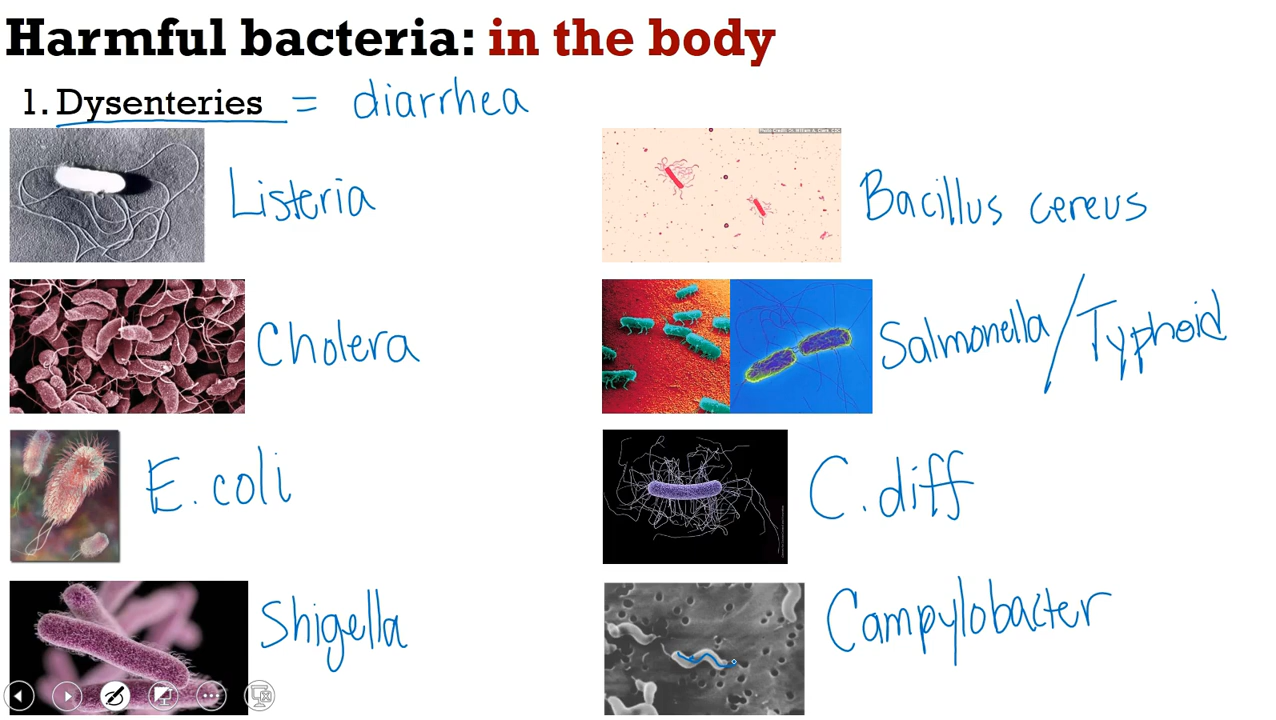 Harmful bacteria: in the body
1. Dysenteries = diarrhea
Listeria
Bacillus cereus
Cholera
Salmonella/Typhoid
E. coli
C. diff
Shigella
Campylobacter